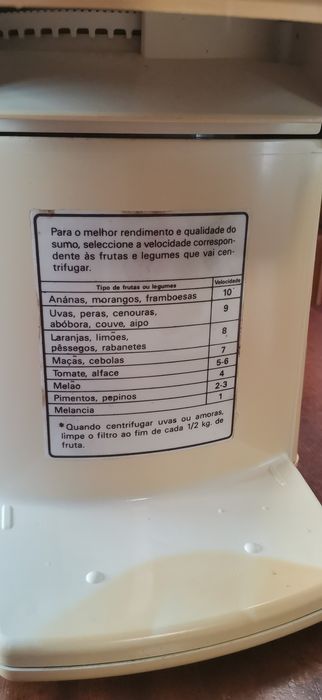 Para o melhor rendimento e qualidade do
sumo, seleccione a velocidade correspon-
dente às frutas e legumes que vai cen-
trifugar.
Tipo de frutas ou legumes Velocidade
Anánas, morangos, framboesas 10
Uvas, peras, cenouras, 9
abóbora, couve, aipo
Laranjas, limões, 8
pêssegos, rabanetes 7
Maçãs, cebolas 5-6
Tomate, alface 4
Melão 2-3
Pimentos, pepinos 1
Melancia
*Quando centrifugar uvas ou amoras,
limpe o filtro ao fim de cada 1/2 kg. de
fruta.